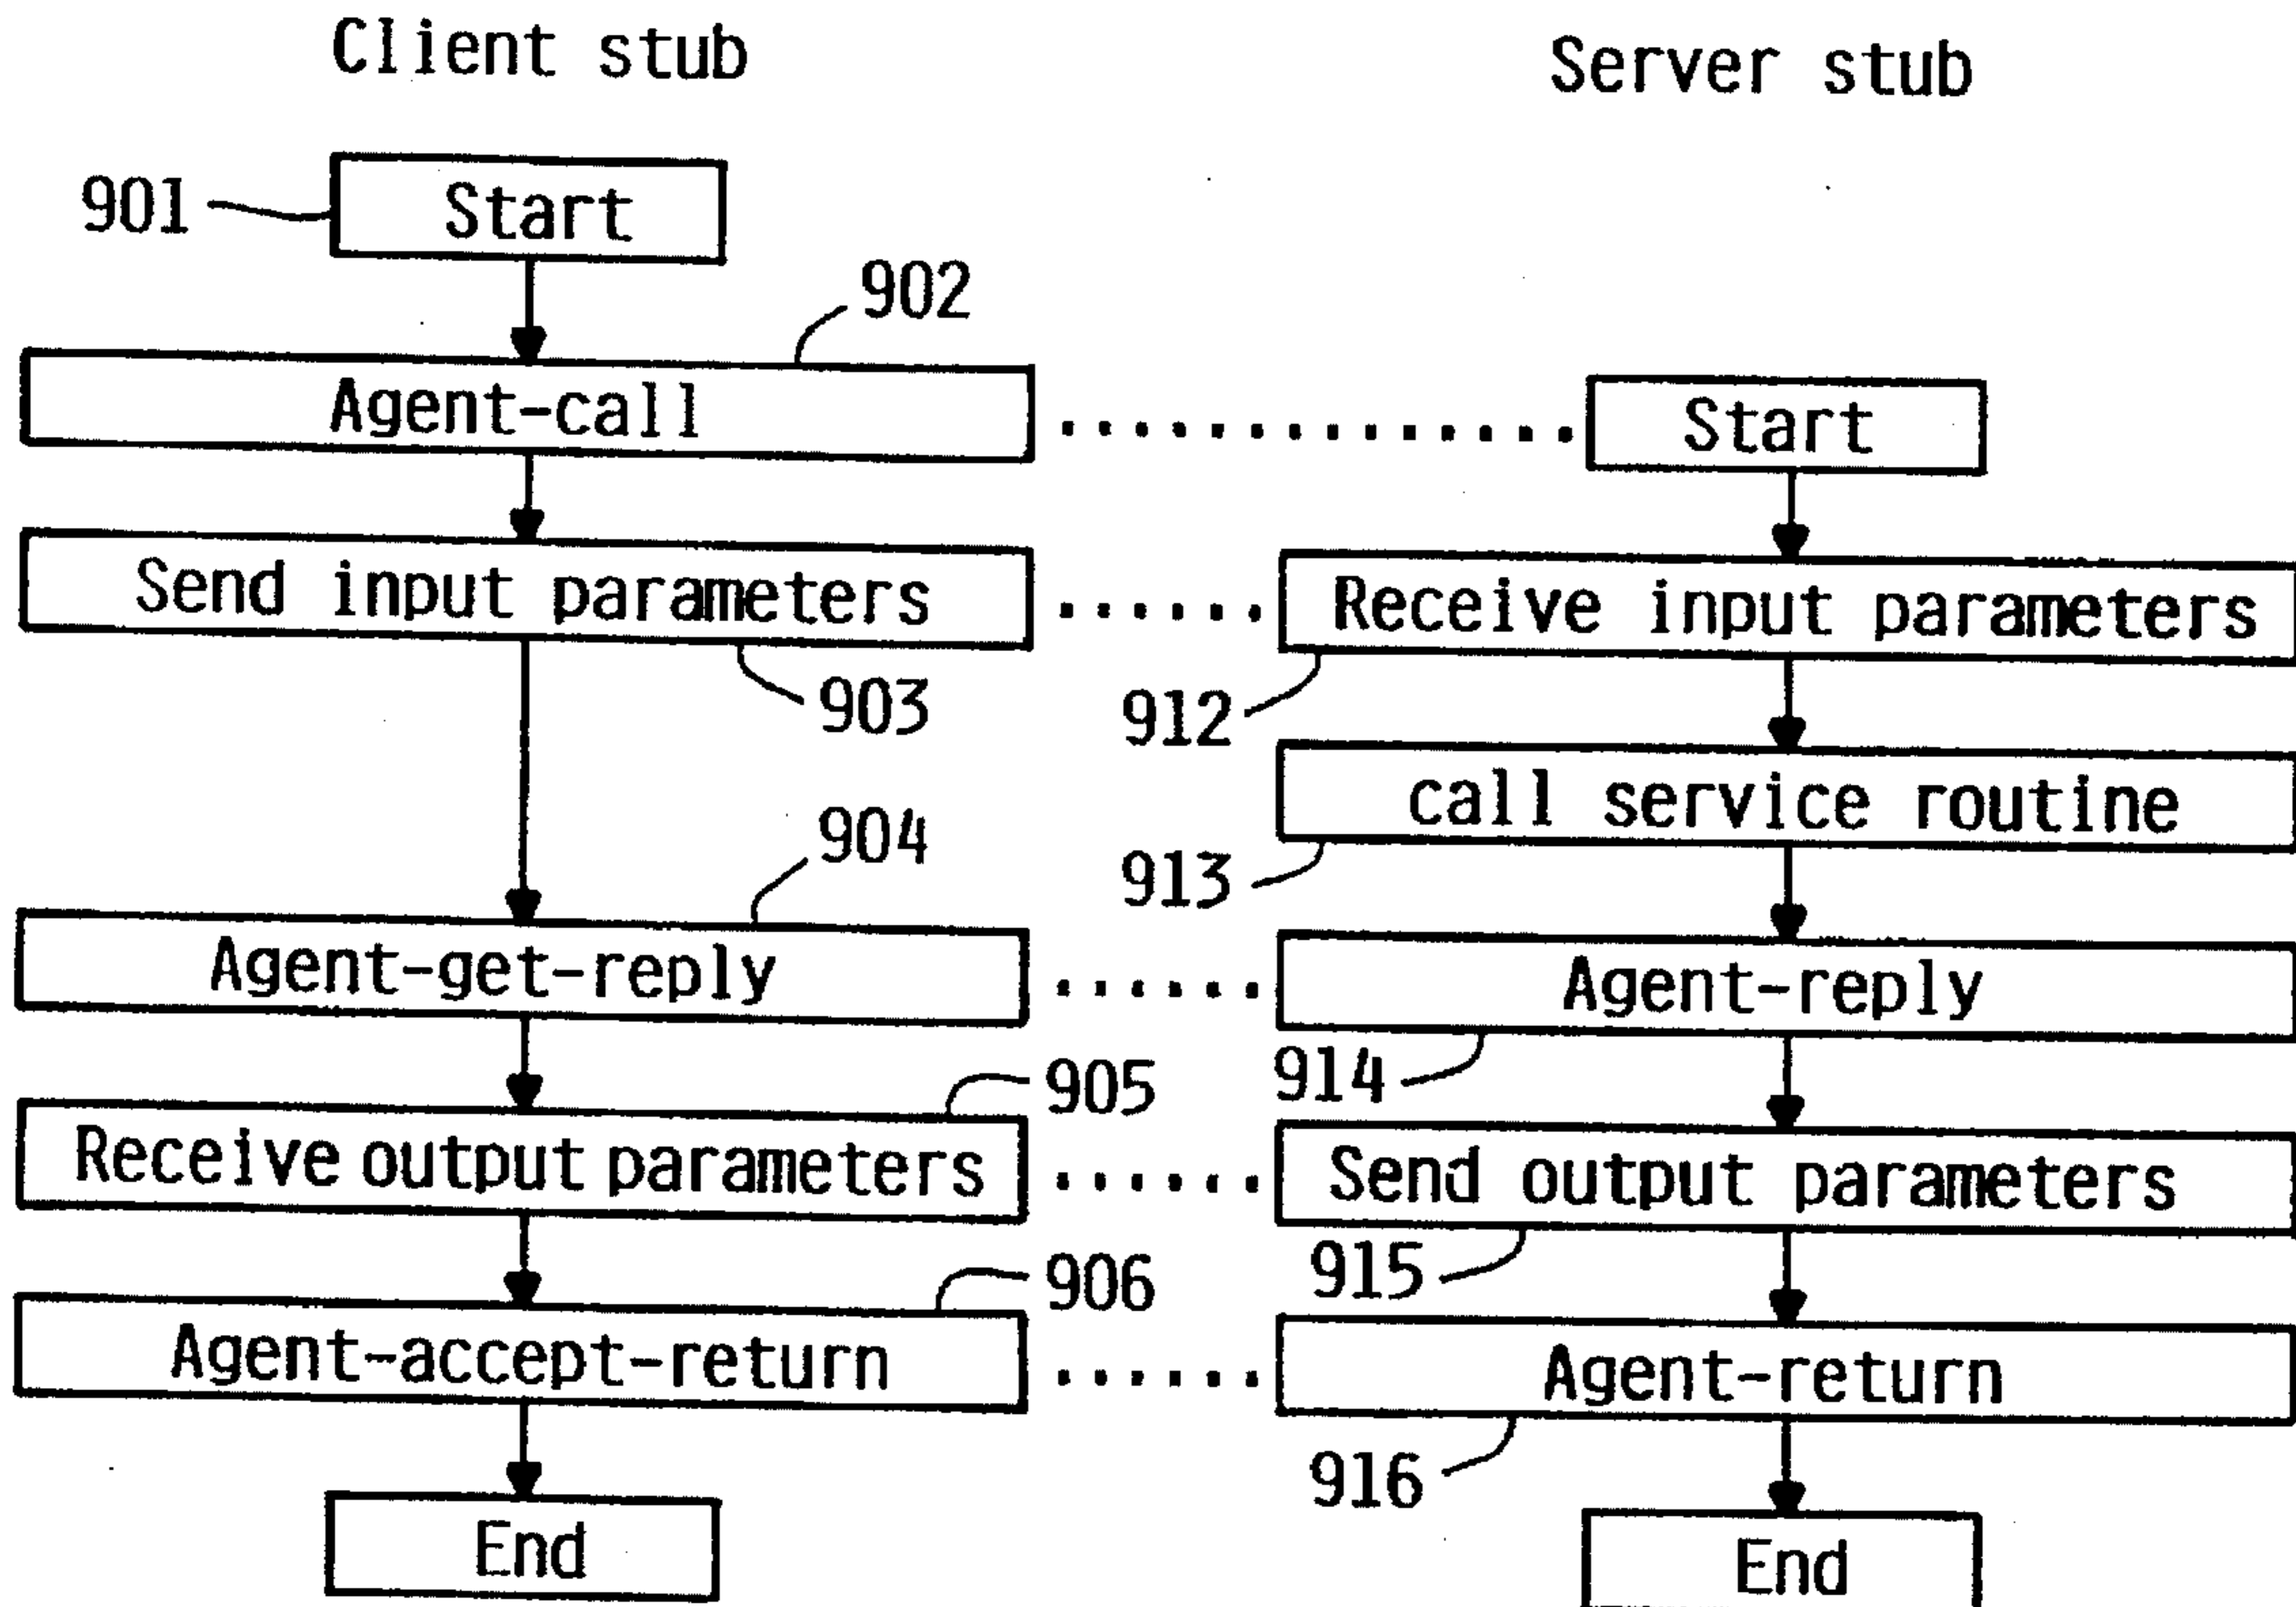 Client stub
Server stub
901
Start
902
Agent-call
Start
Send input parameters
Receive input parameters
903
912
call service routine
904
913
Agent-get-reply
Agent-reply
905
914
Receive output parameters
Send output parameters
906
915
Agent-accept-return
Agent-return
916
End
End